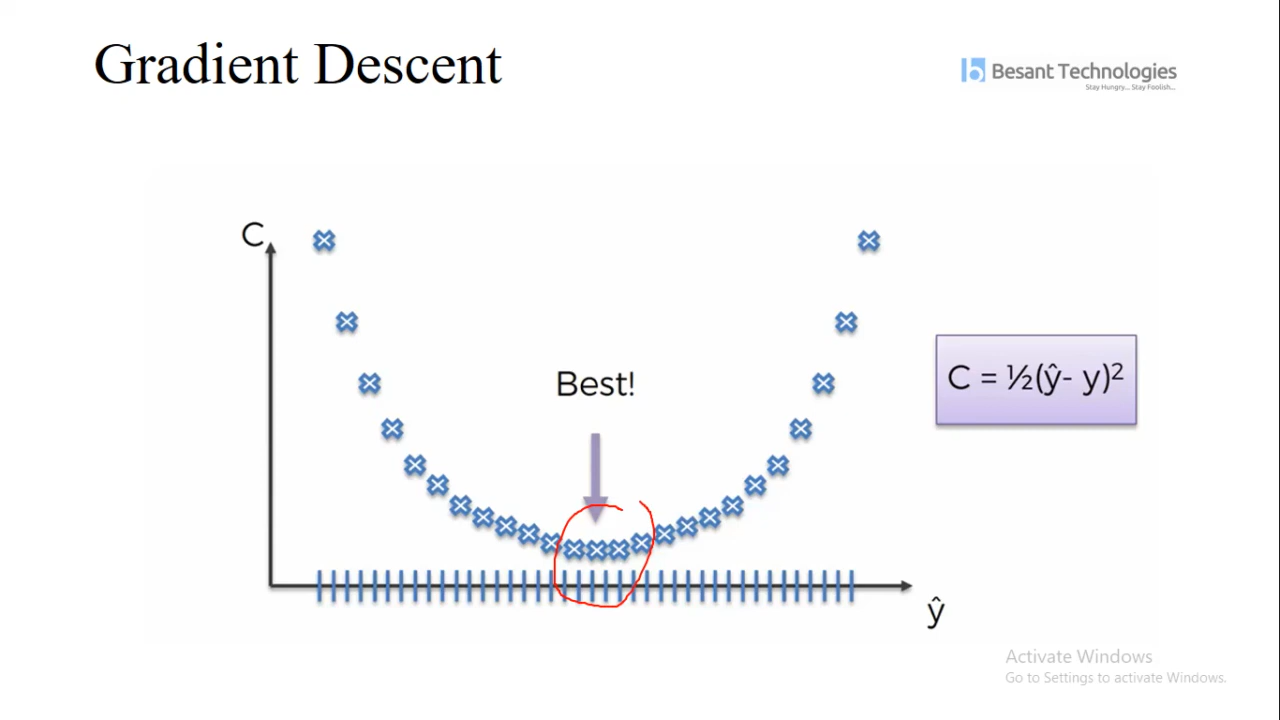 Gradient Descent
Besant Technologies
Stay Hungry... Stay Foolish...
C
Best!
C = ½(ŷ- y)²
ŷ
Activate Windows
Go to Settings to activate Windows.